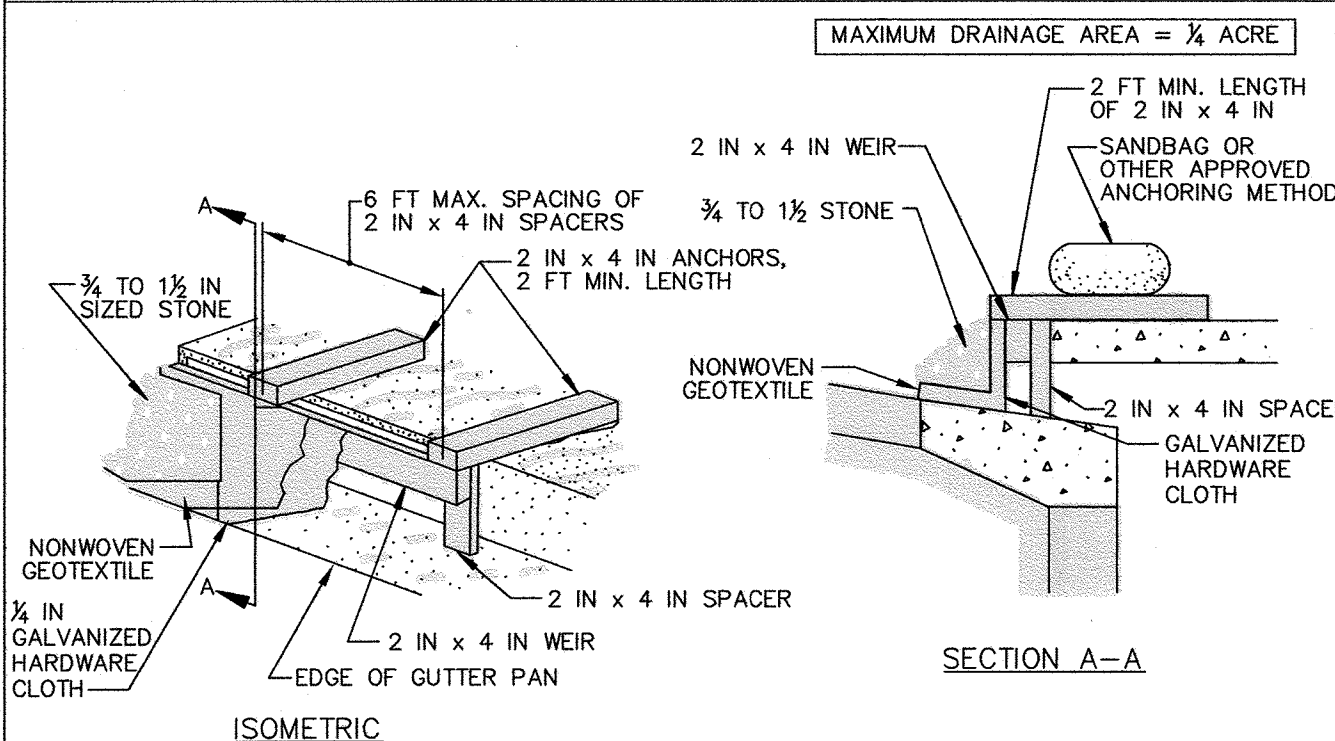 MAXIMUM DRAINAGE AREA = ¼ ACRE
6 FT MAX. SPACING OF
2 IN x 4 IN SPACERS
2 IN x 4 IN ANCHORS,
2 FT MIN. LENGTH
A
¾ TO 1½ IN
SIZED STONE
NONWOVEN
GEOTEXTILE
A
¼ IN
GALVANIZED
HARDWARE
CLOTH
2 IN x 4 IN SPACER
2 IN x 4 IN WEIR
EDGE OF GUTTER PAN
ISOMETRIC
2 FT MIN. LENGTH
OF 2 IN x 4 IN
2 IN x 4 IN WEIR
SANDBAG OR
OTHER APPROVED
ANCHORING METHOD
¾ TO 1½ STONE
NONWOVEN
GEOTEXTILE
2 IN x 4 IN SPACE
GALVANIZED
HARDWARE
CLOTH
SECTION A-A